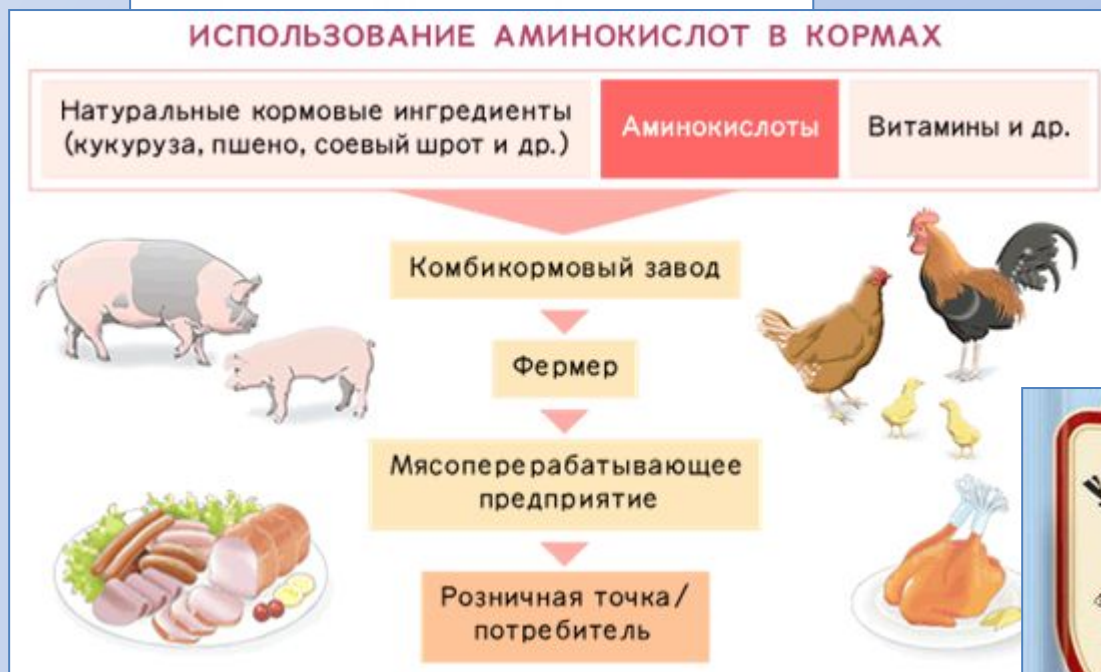 ИСПОЛЬЗОВАНИЕ АМИНОКИСЛОТ В КОРМАХ
Натуральные кормовые ингредиенты
(кукуруза, пшено, соевый шрот и др.)
Аминокислоты
Витамины и др.
Комбикормовый завод
Фермер
Мясоперерабатывающее
предприятие
Розничная точка/
потребитель